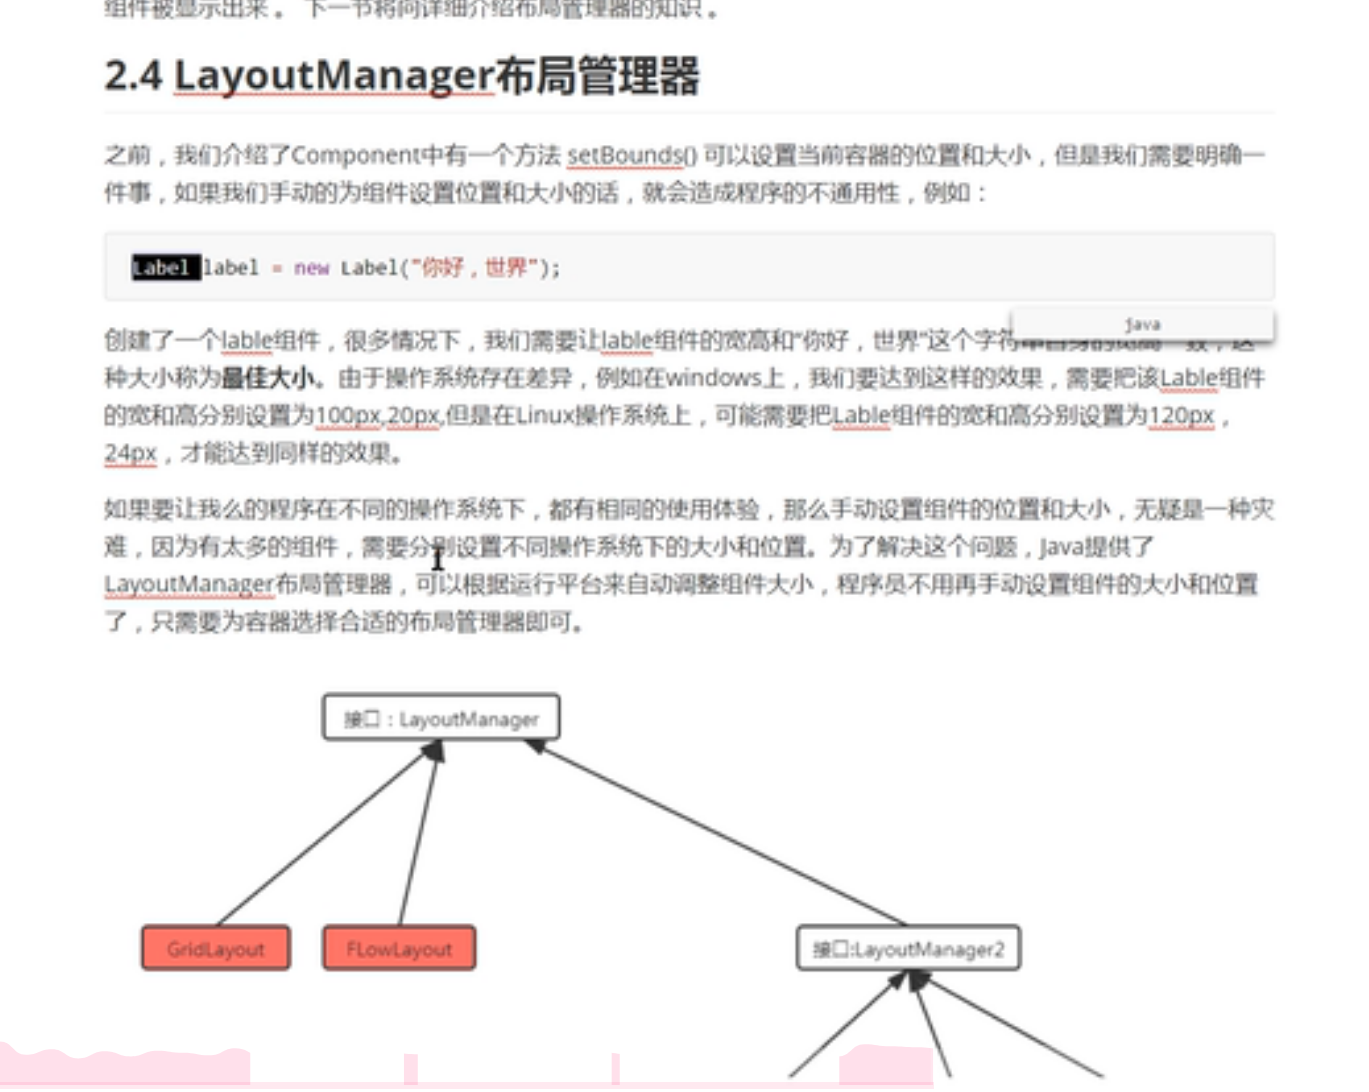 组件被显示出来 。 下一节将向详细介绍布局管理器的知识 。
2.4 LayoutManager布局管理器
之前，我们介绍了Component中有一个方法 setBounds() 可以设置当前容器的位置和大小，但是我们需要明确一
件事，如果我们手动的为组件设置位置和大小的话，就会造成程序的不通用性，例如：
Label label = new Label("你好，世界");
java
创建了一个lable组件，很多情况下，我们需要让lable组件的宽高和“你好，世界”这个字符串自身的宽高一致，这
种大小称为最佳大小。由于操作系统存在差异，例如在windows上，我们要达到这样的效果，需要把该Lable组件
的宽和高分别设置为100px,20px,但是在Linux操作系统上，可能需要把Lable组件的宽和高分别设置为120px，
24px，才能达到同样的效果。
如果要让我么的程序在不同的操作系统下，都有相同的使用体验，那么手动设置组件的位置和大小，无疑是一种灾
难，因为有太多的组件，需要分别设置不同操作系统下的大小和位置。为了解决这个问题，Java提供了
LayoutManager布局管理器，可以根据运行平台来自动调整组件大小，程序员不用再手动设置组件的大小和位置
了，只需要为容器选择合适的布局管理器即可。
接口：LayoutManager
GridLayout
FLowLayout
接口:LayoutManager2